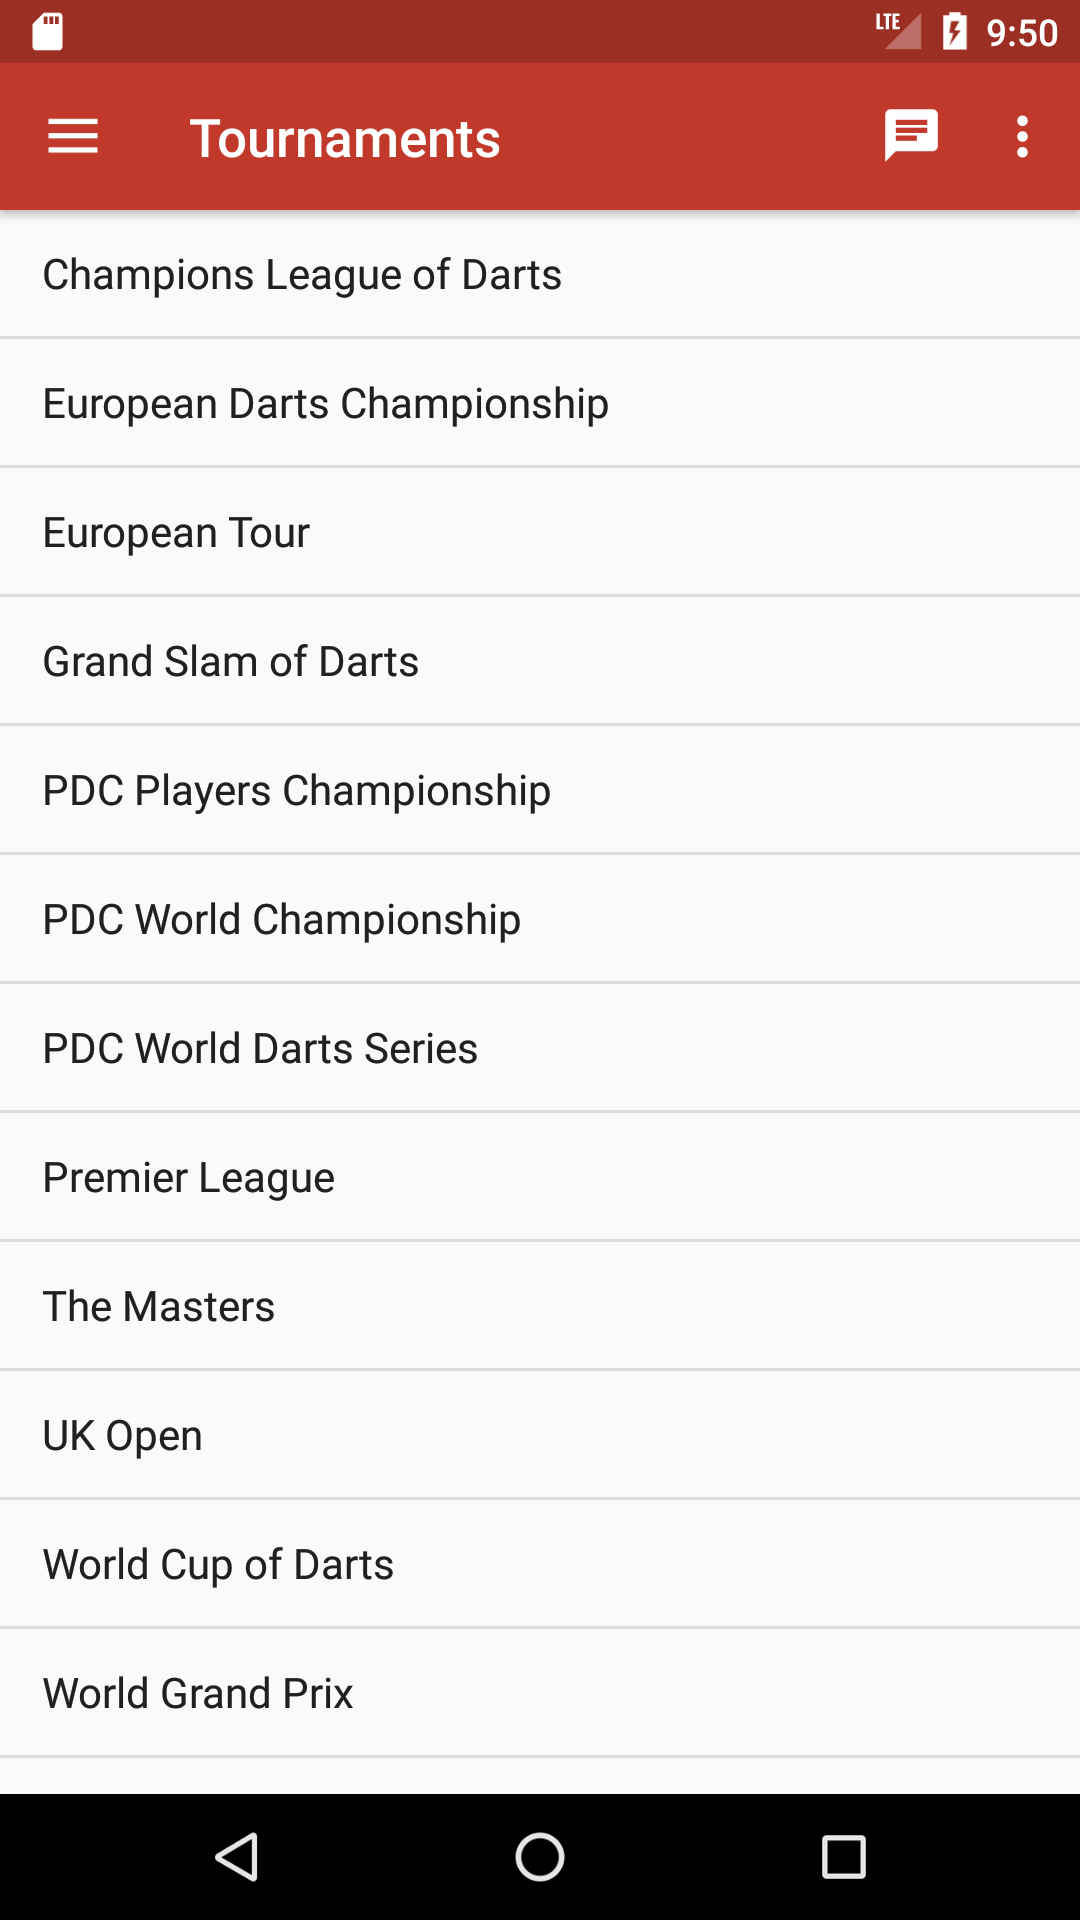 LTE 9:50
Tournaments
Champions League of Darts
European Darts Championship
European Tour
Grand Slam of Darts
PDC Players Championship
PDC World Championship
PDC World Darts Series
Premier League
The Masters
UK Open
World Cup of Darts
World Grand Prix